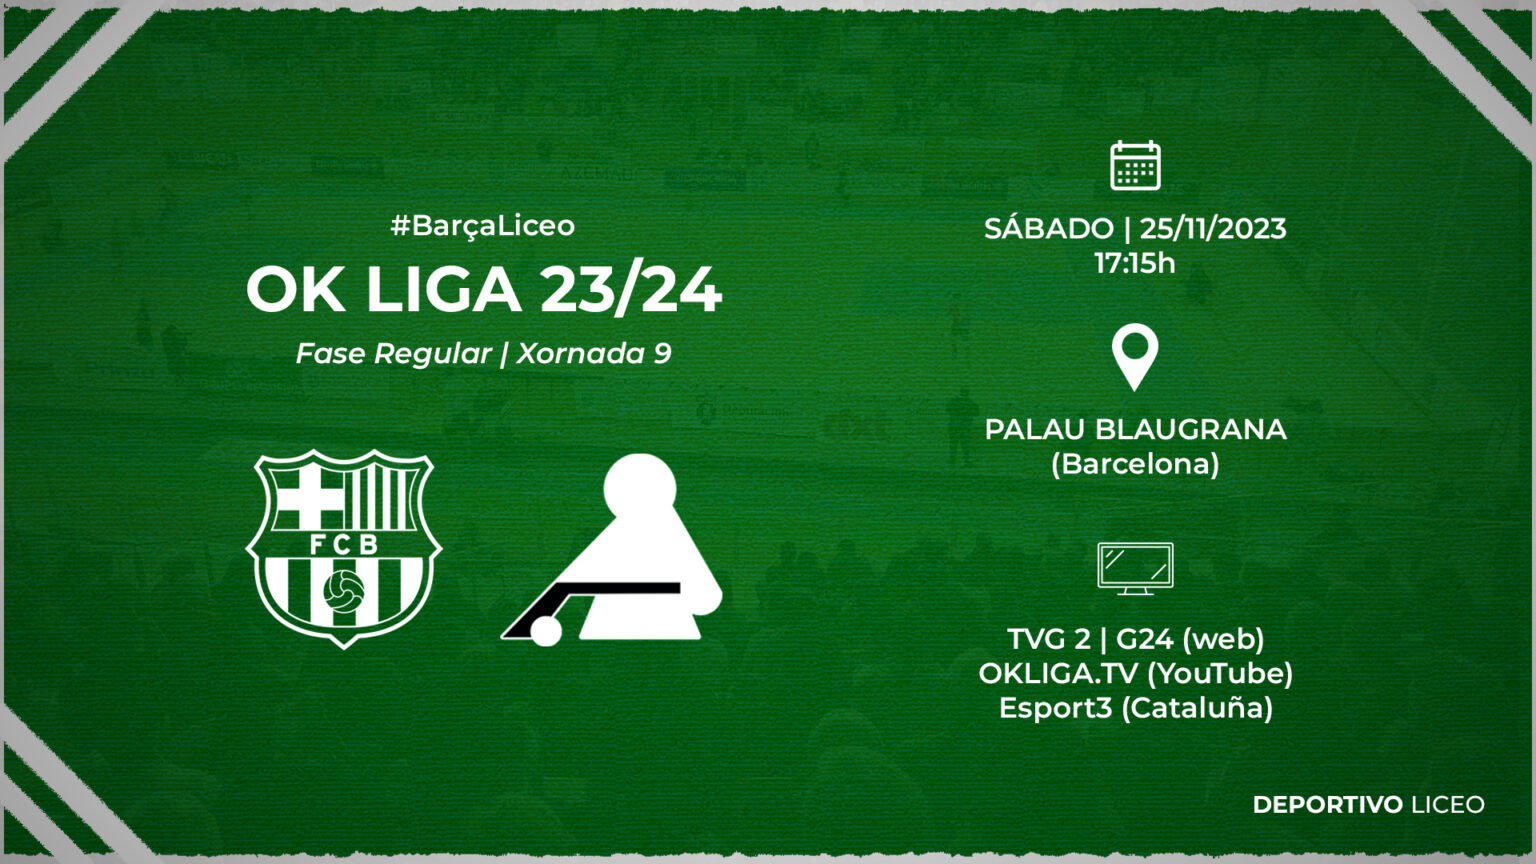 #BarçaLiceo
OK LIGA 23/24
Fase Regular | Xornada 9
FCB
SÁBADO | 25/11/2023
17:15h
PALAU BLAUGRANA
(Barcelona)
TVG 2 | G24 (web)
OKLIGA.TV (YouTube)
Esport3 (Cataluña)
DEPORTIVO LICEO